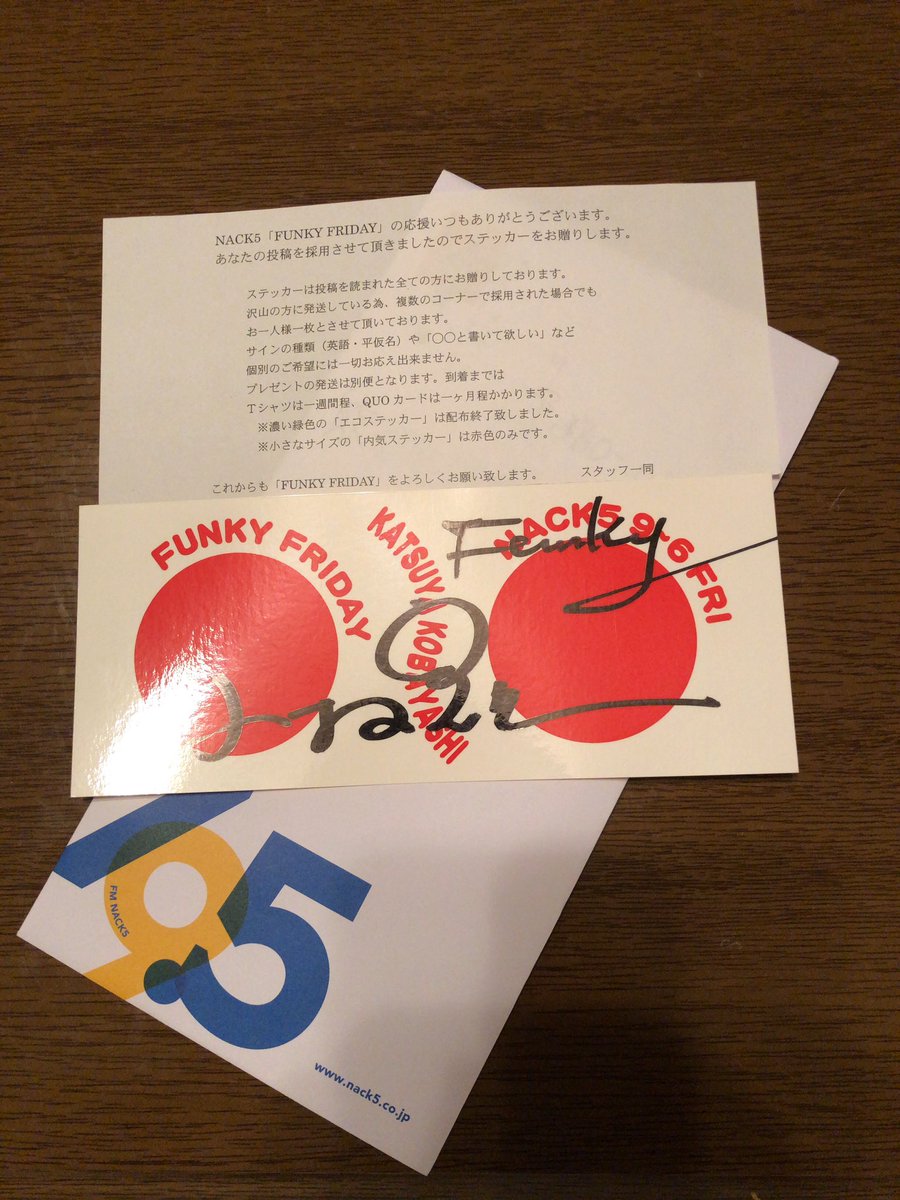 NACK5「FUNKY FRIDAY」の応援いつもありがとうございます。
あなたの投稿を採用させて頂きましたのでステッカーをお贈りします。
ステッカーは投稿を読まれた全ての方にお贈りしております。
沢山の方に発送している為、複数のコーナーで採用された場合でも
お一人様一枚とさせて頂いております。
サインの種類（英語・平仮名）や「〇〇と書いて欲しい」など
個別のご希望には一切お応え出来ません。
プレゼントの発送は別便となります。到着までは
Tシャツは一週間程、QUOカードは一ヶ月程かかります。
※濃い緑色の「エコステッカー」は配布終了致しました。
※小さなサイズの「内気ステッカー」は赤色のみです。
これからも「FUNKY FRIDAY」をよろしくお願い致します。 スタッフ一同
FUNKY FRIDAY
KATSUYA KOBAYASHI
NACK5 9-6 FRI
Funky
79.5
FM NACK5
www.nack5.co.jp